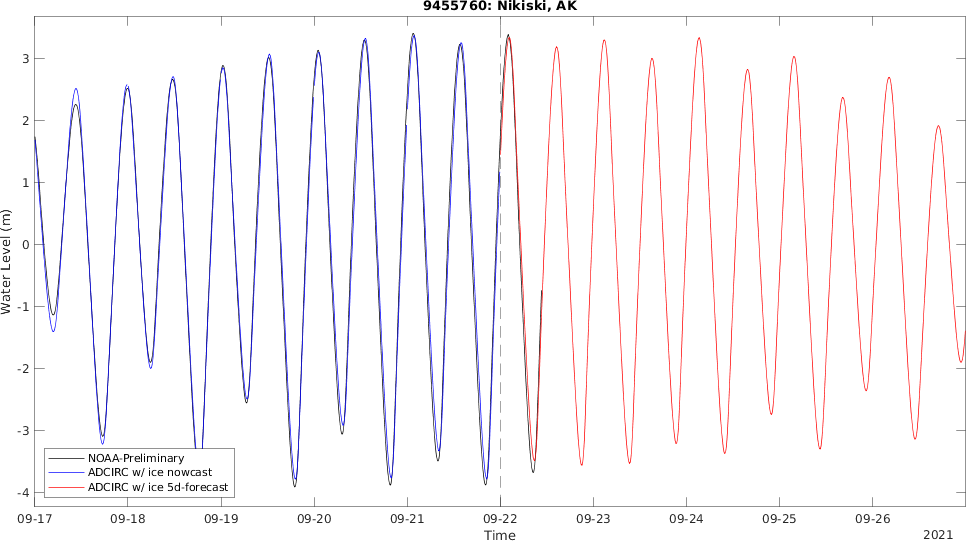 9455760: Nikiski, AK
3
2
1
0
-1
-2
-3
-4
Water Level (m)
NOAA-Preliminary
ADCIRC w/ ice nowcast
ADCIRC w/ ice 5d-forecast
09-17 09-18 09-19 09-20 09-21 09-22 09-23 09-24 09-25 09-26
Time
2021